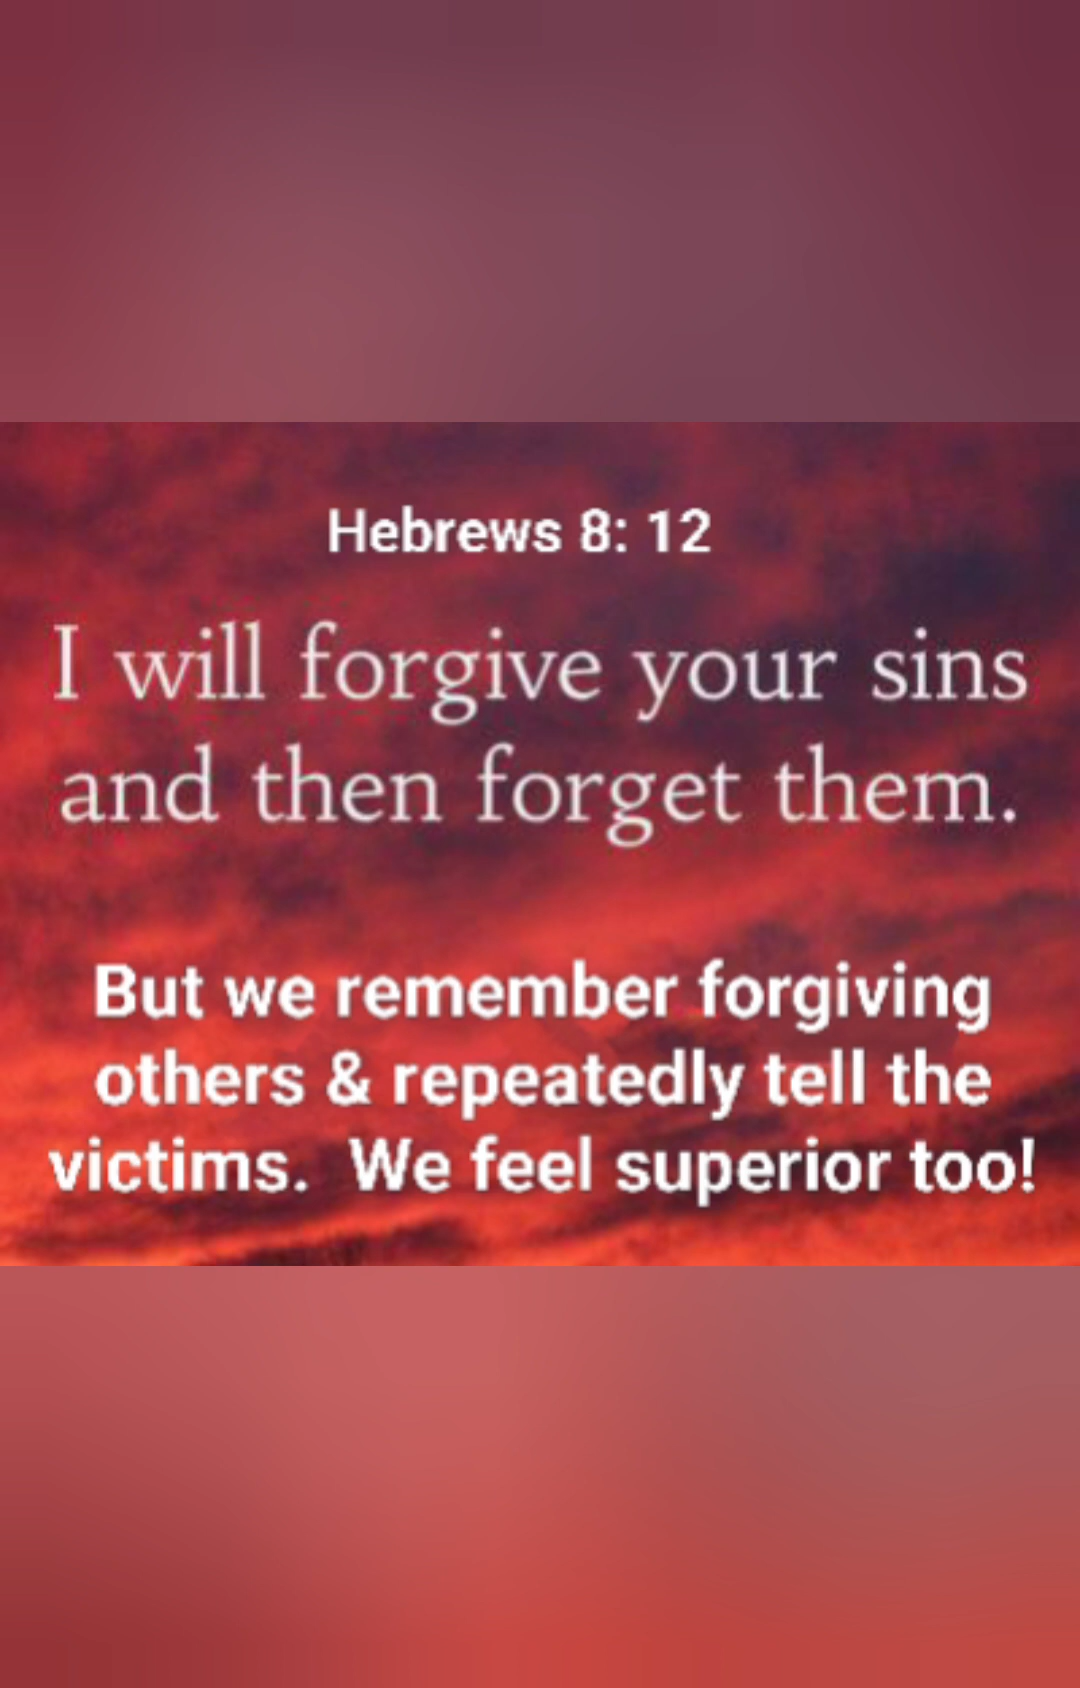 Hebrews 8: 12
I will forgive your sins
and then forget them.
But we remember forgiving
others & repeatedly tell the
victims.  We feel superior too!